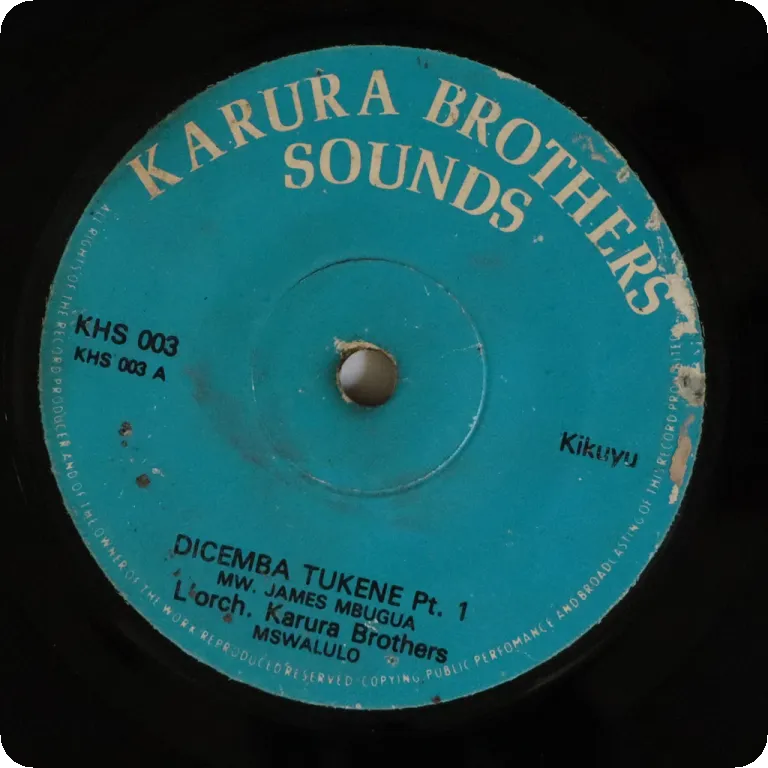 KARURA BROTHERS
SOUNDS
KHS 003
KHS 003 A
Kikuyu
DICEMBA TUKENE Pt. 1
MW. JAMES MBUGUA
L'orch. Karura Brothers
MSWALULO
ALL RIGHTS OF THE RECORD PRODUCER AND OF THE OWNER OF THE WORK REPRODUCED RESERVED · COPYING, PUBLIC PERFOMANCE AND BROADCASTING OF THIS RECORD PROHIBITED